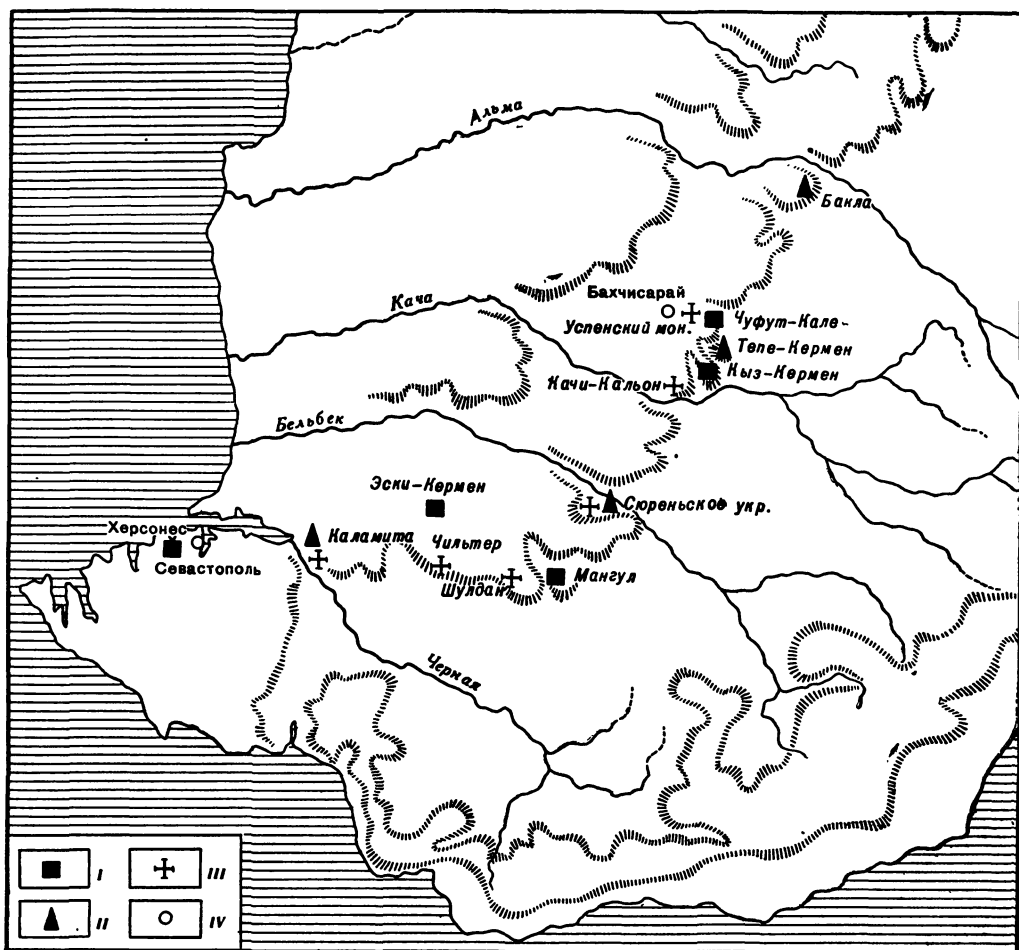 Альма
Бакла
Бахчисарай
Кача
Успенский мон.
Чуфут-Кале
Тепе-Кермен
Кыз-Кермен
Качи-Кальон
Бельбек
Эски-Кермен
Сюреньское укр.
Херсонес
Каламита
Чильтер
Севастополь
Шулдан
Мангул
Черная
I
III
II
IV